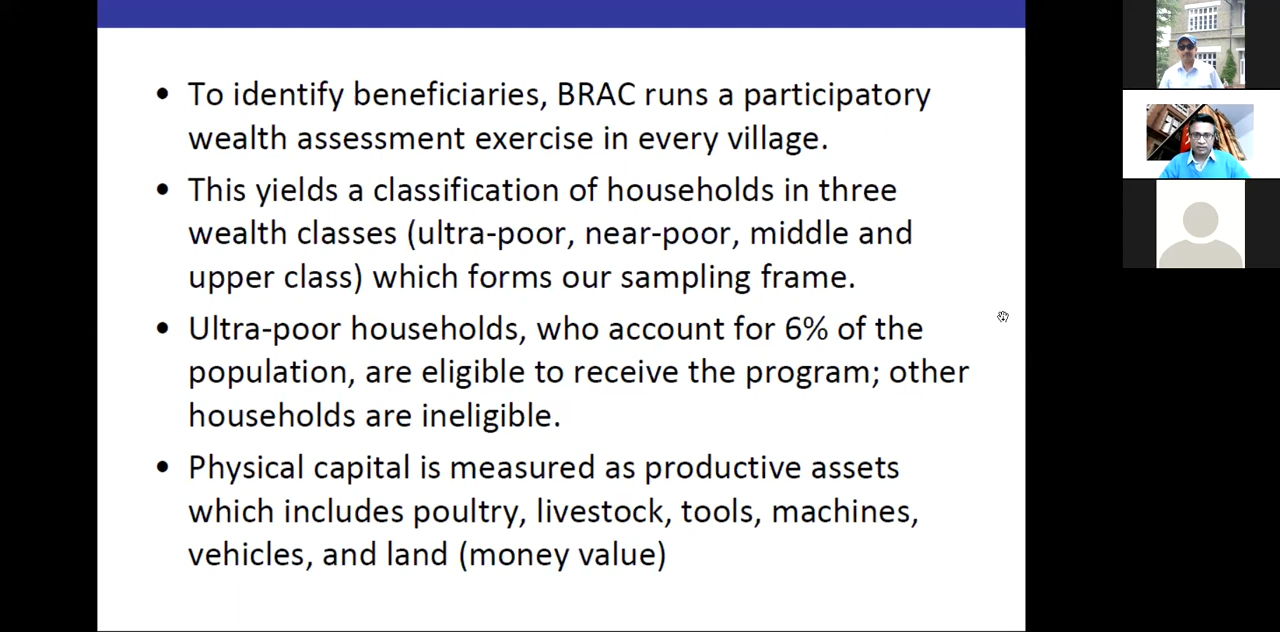 • To identify beneficiaries, BRAC runs a participatory
wealth assessment exercise in every village.
• This yields a classification of households in three
wealth classes (ultra-poor, near-poor, middle and
upper class) which forms our sampling frame.
• Ultra-poor households, who account for 6% of the
population, are eligible to receive the program; other
households are ineligible.
• Physical capital is measured as productive assets
which includes poultry, livestock, tools, machines,
vehicles, and land (money value)